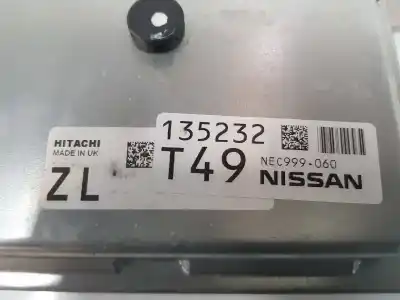 135232
T49
NEC999-060
NISSAN
HITACHI
MADE IN UK
ZL